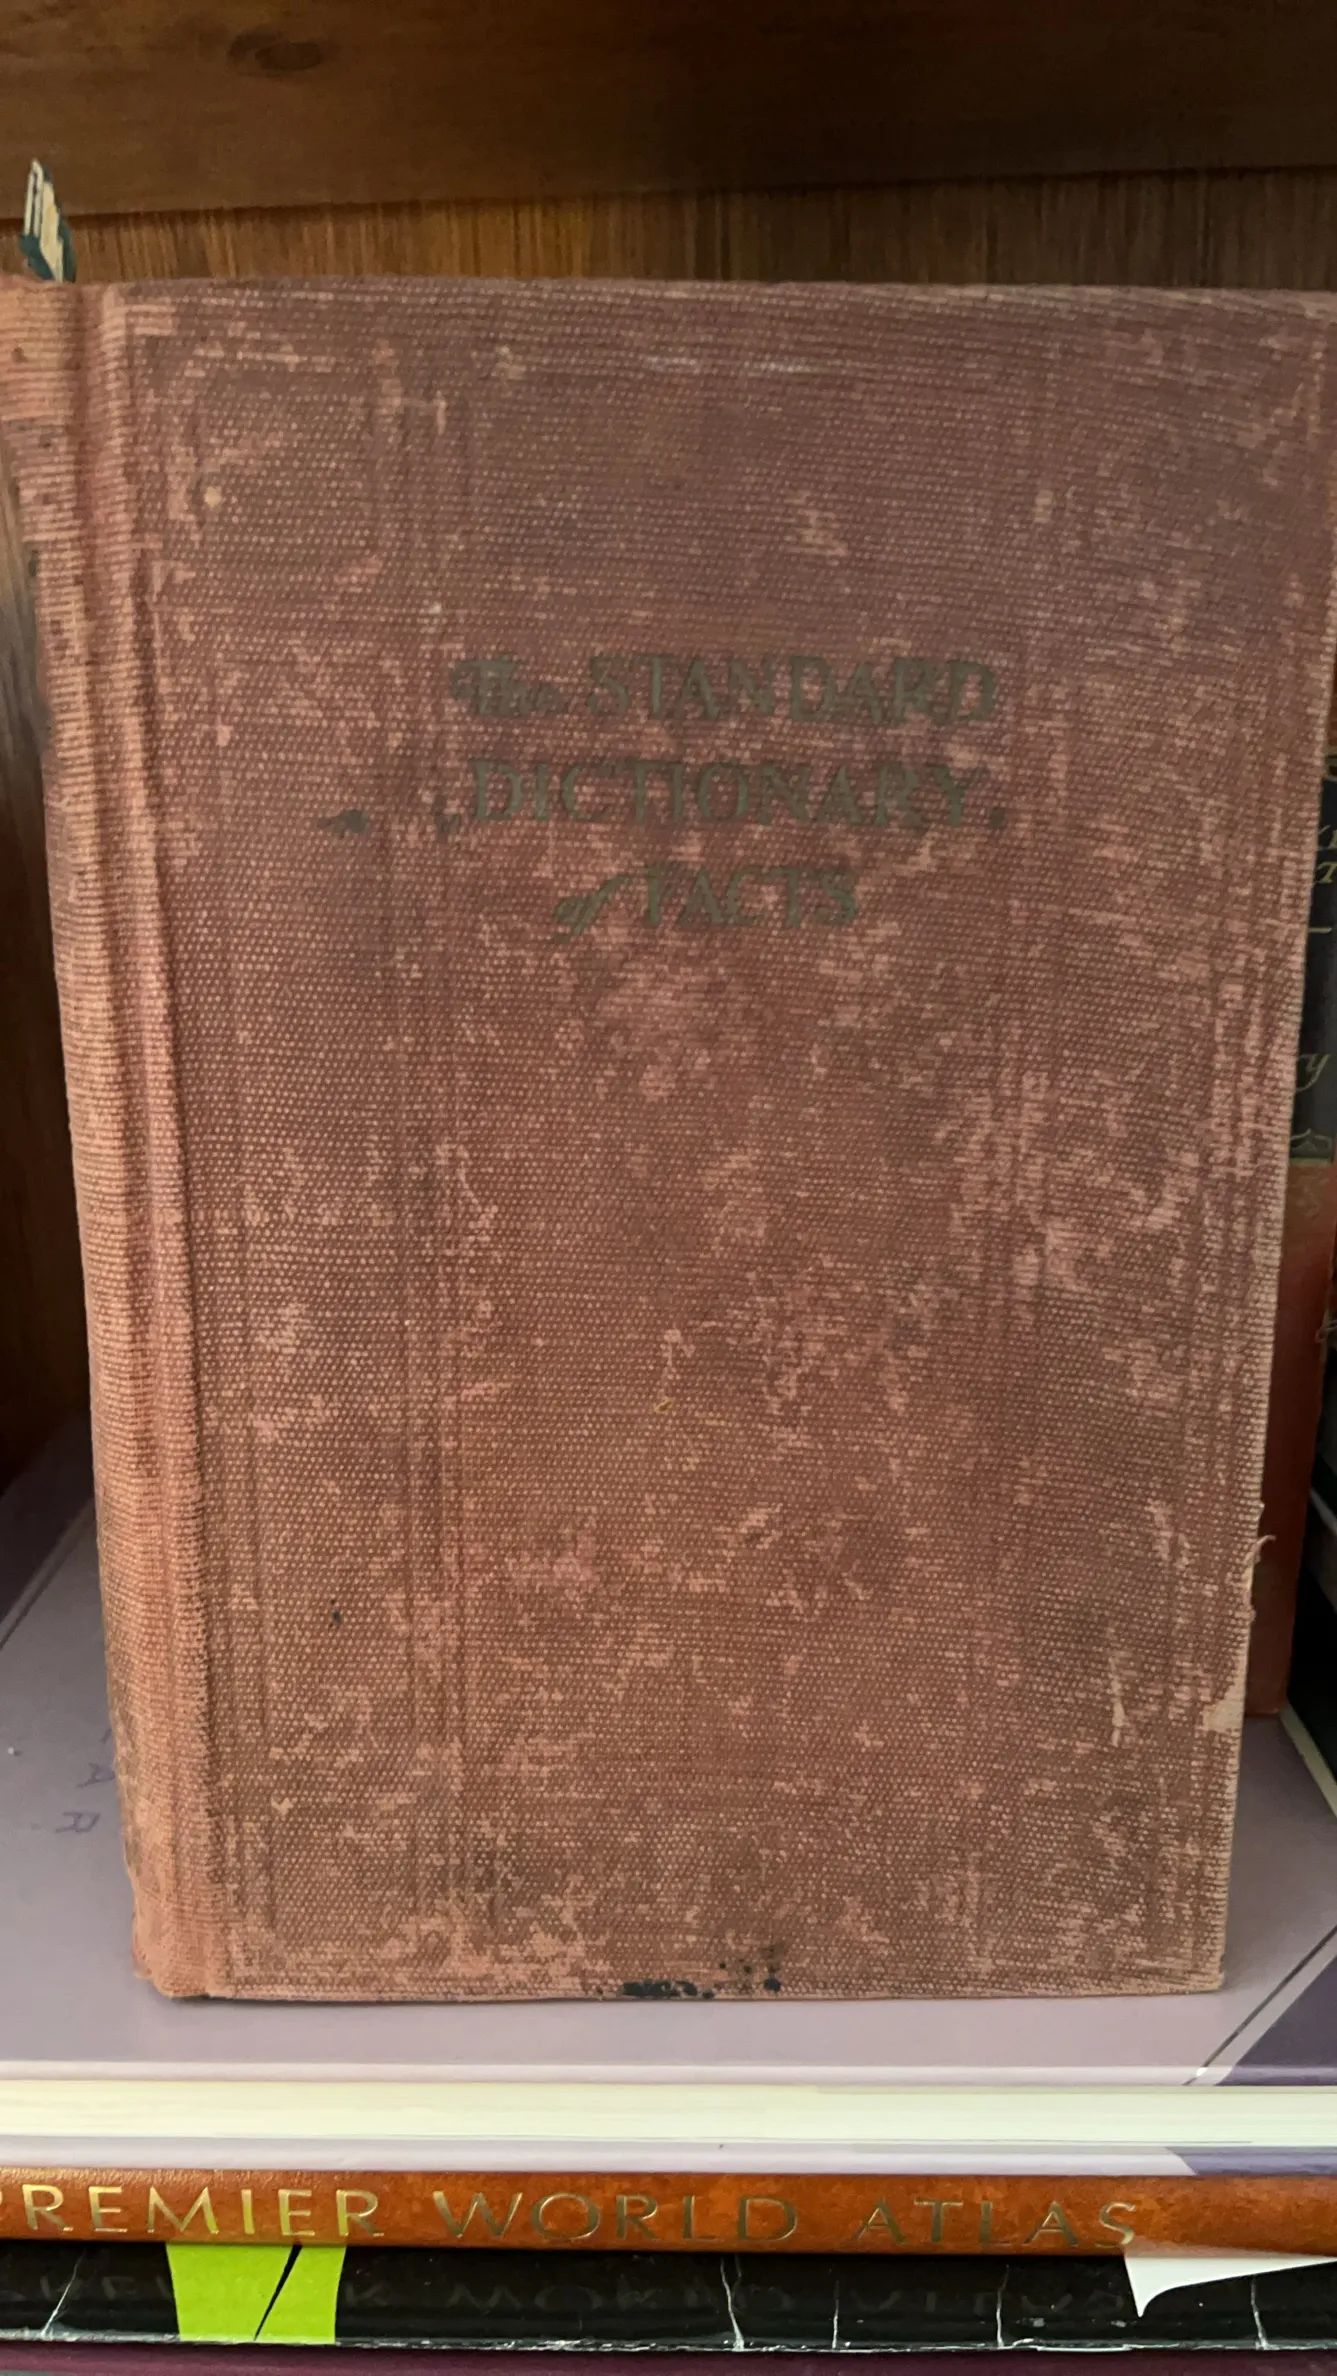 The STANDARD
DICTIONARY
of FACTS
PREMIER WORLD ATLAS